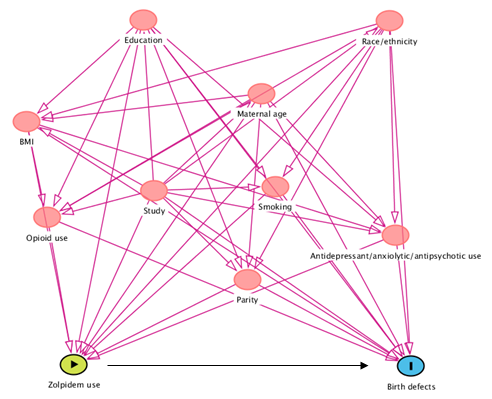 Education
Race/ethnicity
Maternal age
BMI
Study
Smoking
Opioid use
Antidepressant/anxiolytic/antipsychotic use
Parity
Zolpidem use
Birth defects